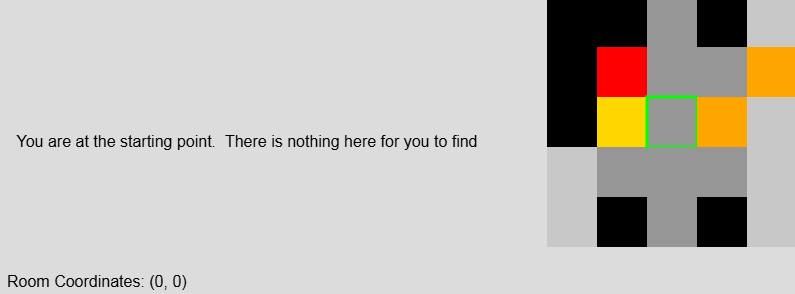 You are at the starting point.  There is nothing here for you to find
Room Coordinates: (0, 0)